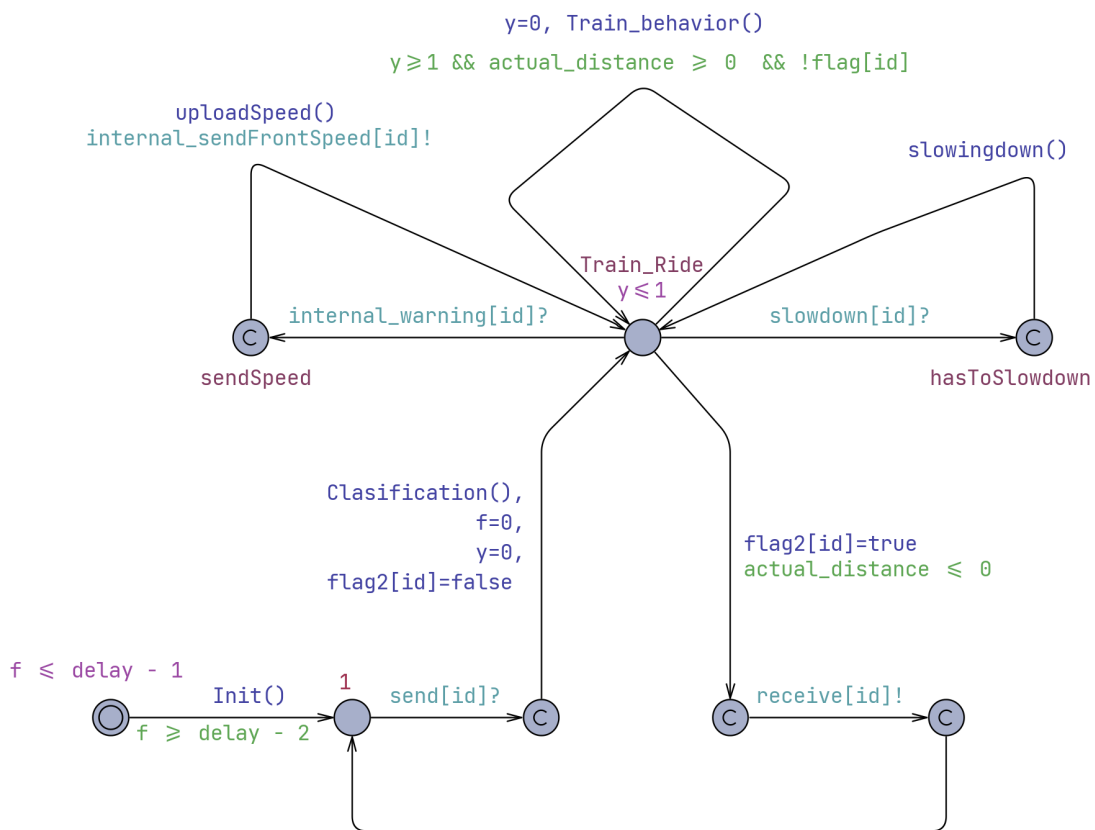 y=0, Train_behavior()
y⩾1 && actual_distance ⩾ 0  && !flag[id]
uploadSpeed()
internal_sendFrontSpeed[id]!
slowingdown()
Train_Ride
y⩽1
internal_warning[id]?
slowdown[id]?
C
C
sendSpeed
hasToSlowdown
Clasification(),
f=0,
y=0,
flag2[id]=false
flag2[id]=true
actual_distance ⩽ 0
f ⩽ delay - 1
1
Init()
send[id]?
receive[id]!
C
C
C
f ⩾ delay - 2